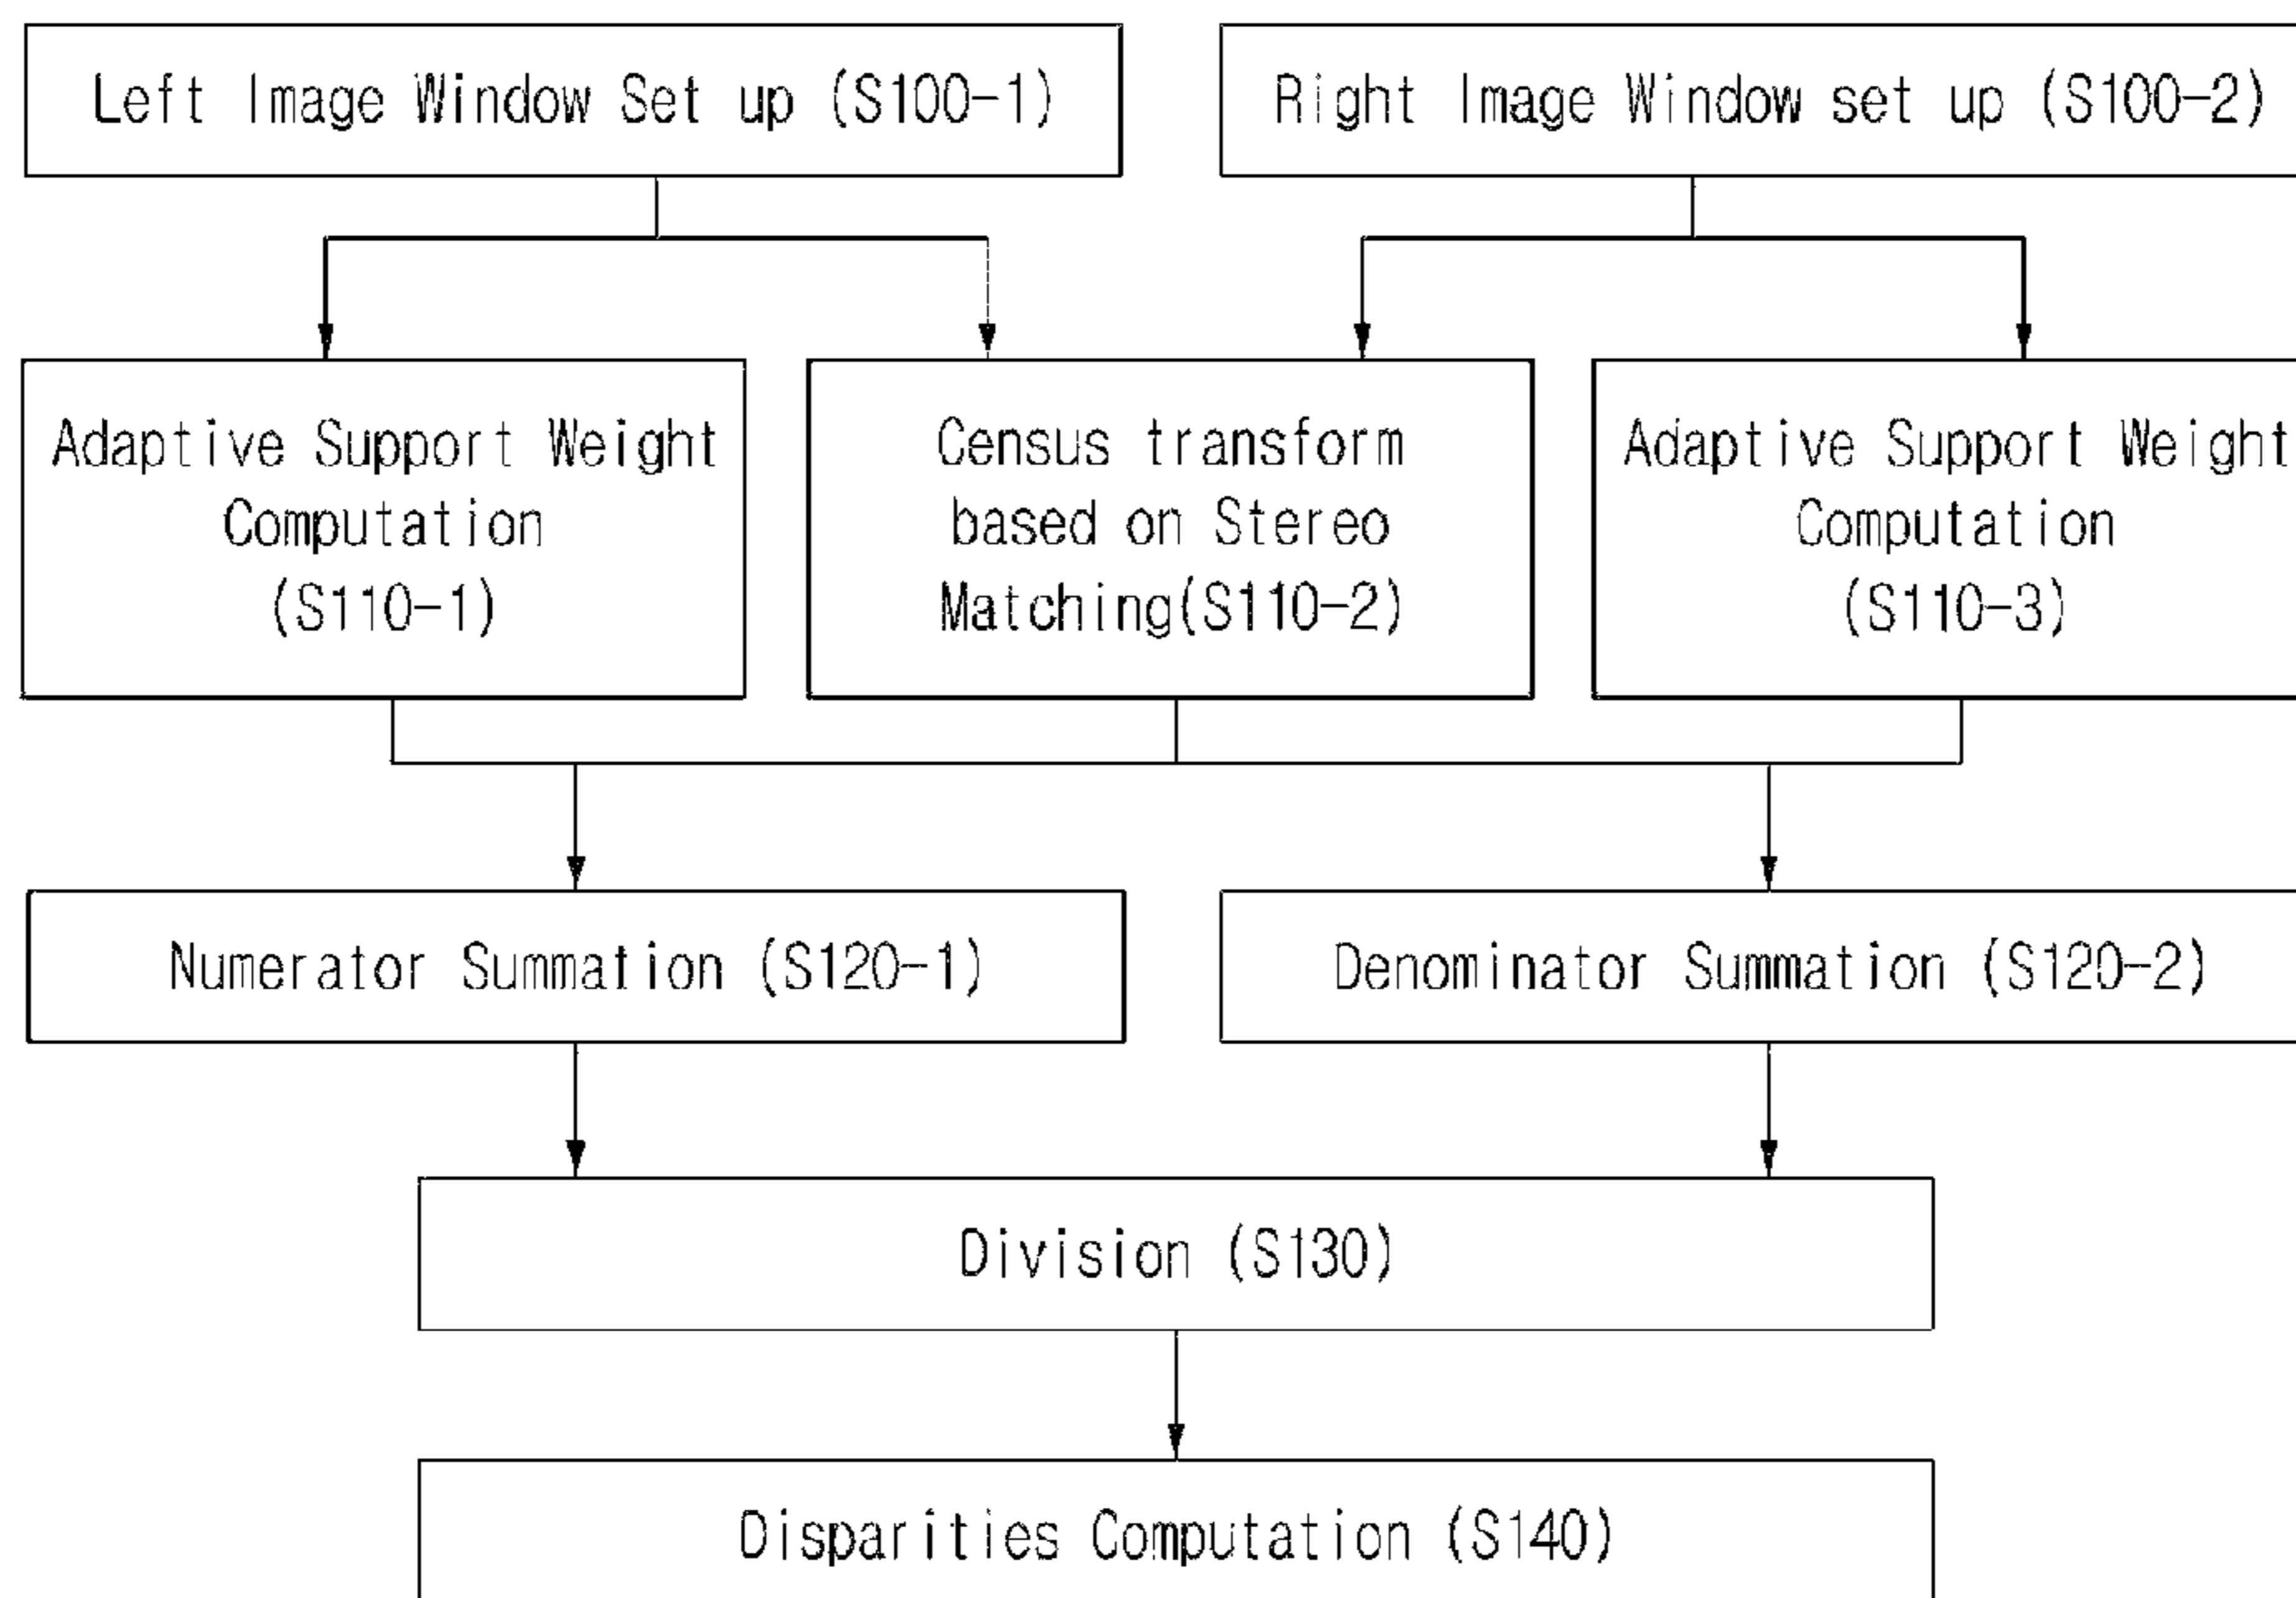 Left Image Window Set up (S100-1)
Right Image Window set up (S100-2)
Adaptive Support Weight
Computation
(S110-1)
Census transform
based on Stereo
Matching(S110-2)
Adaptive Support Weight
Computation
(S110-3)
Numerator Summation (S120-1)
Denominator Summation (S120-2)
Division (S130)
Disparities Computation (S140)